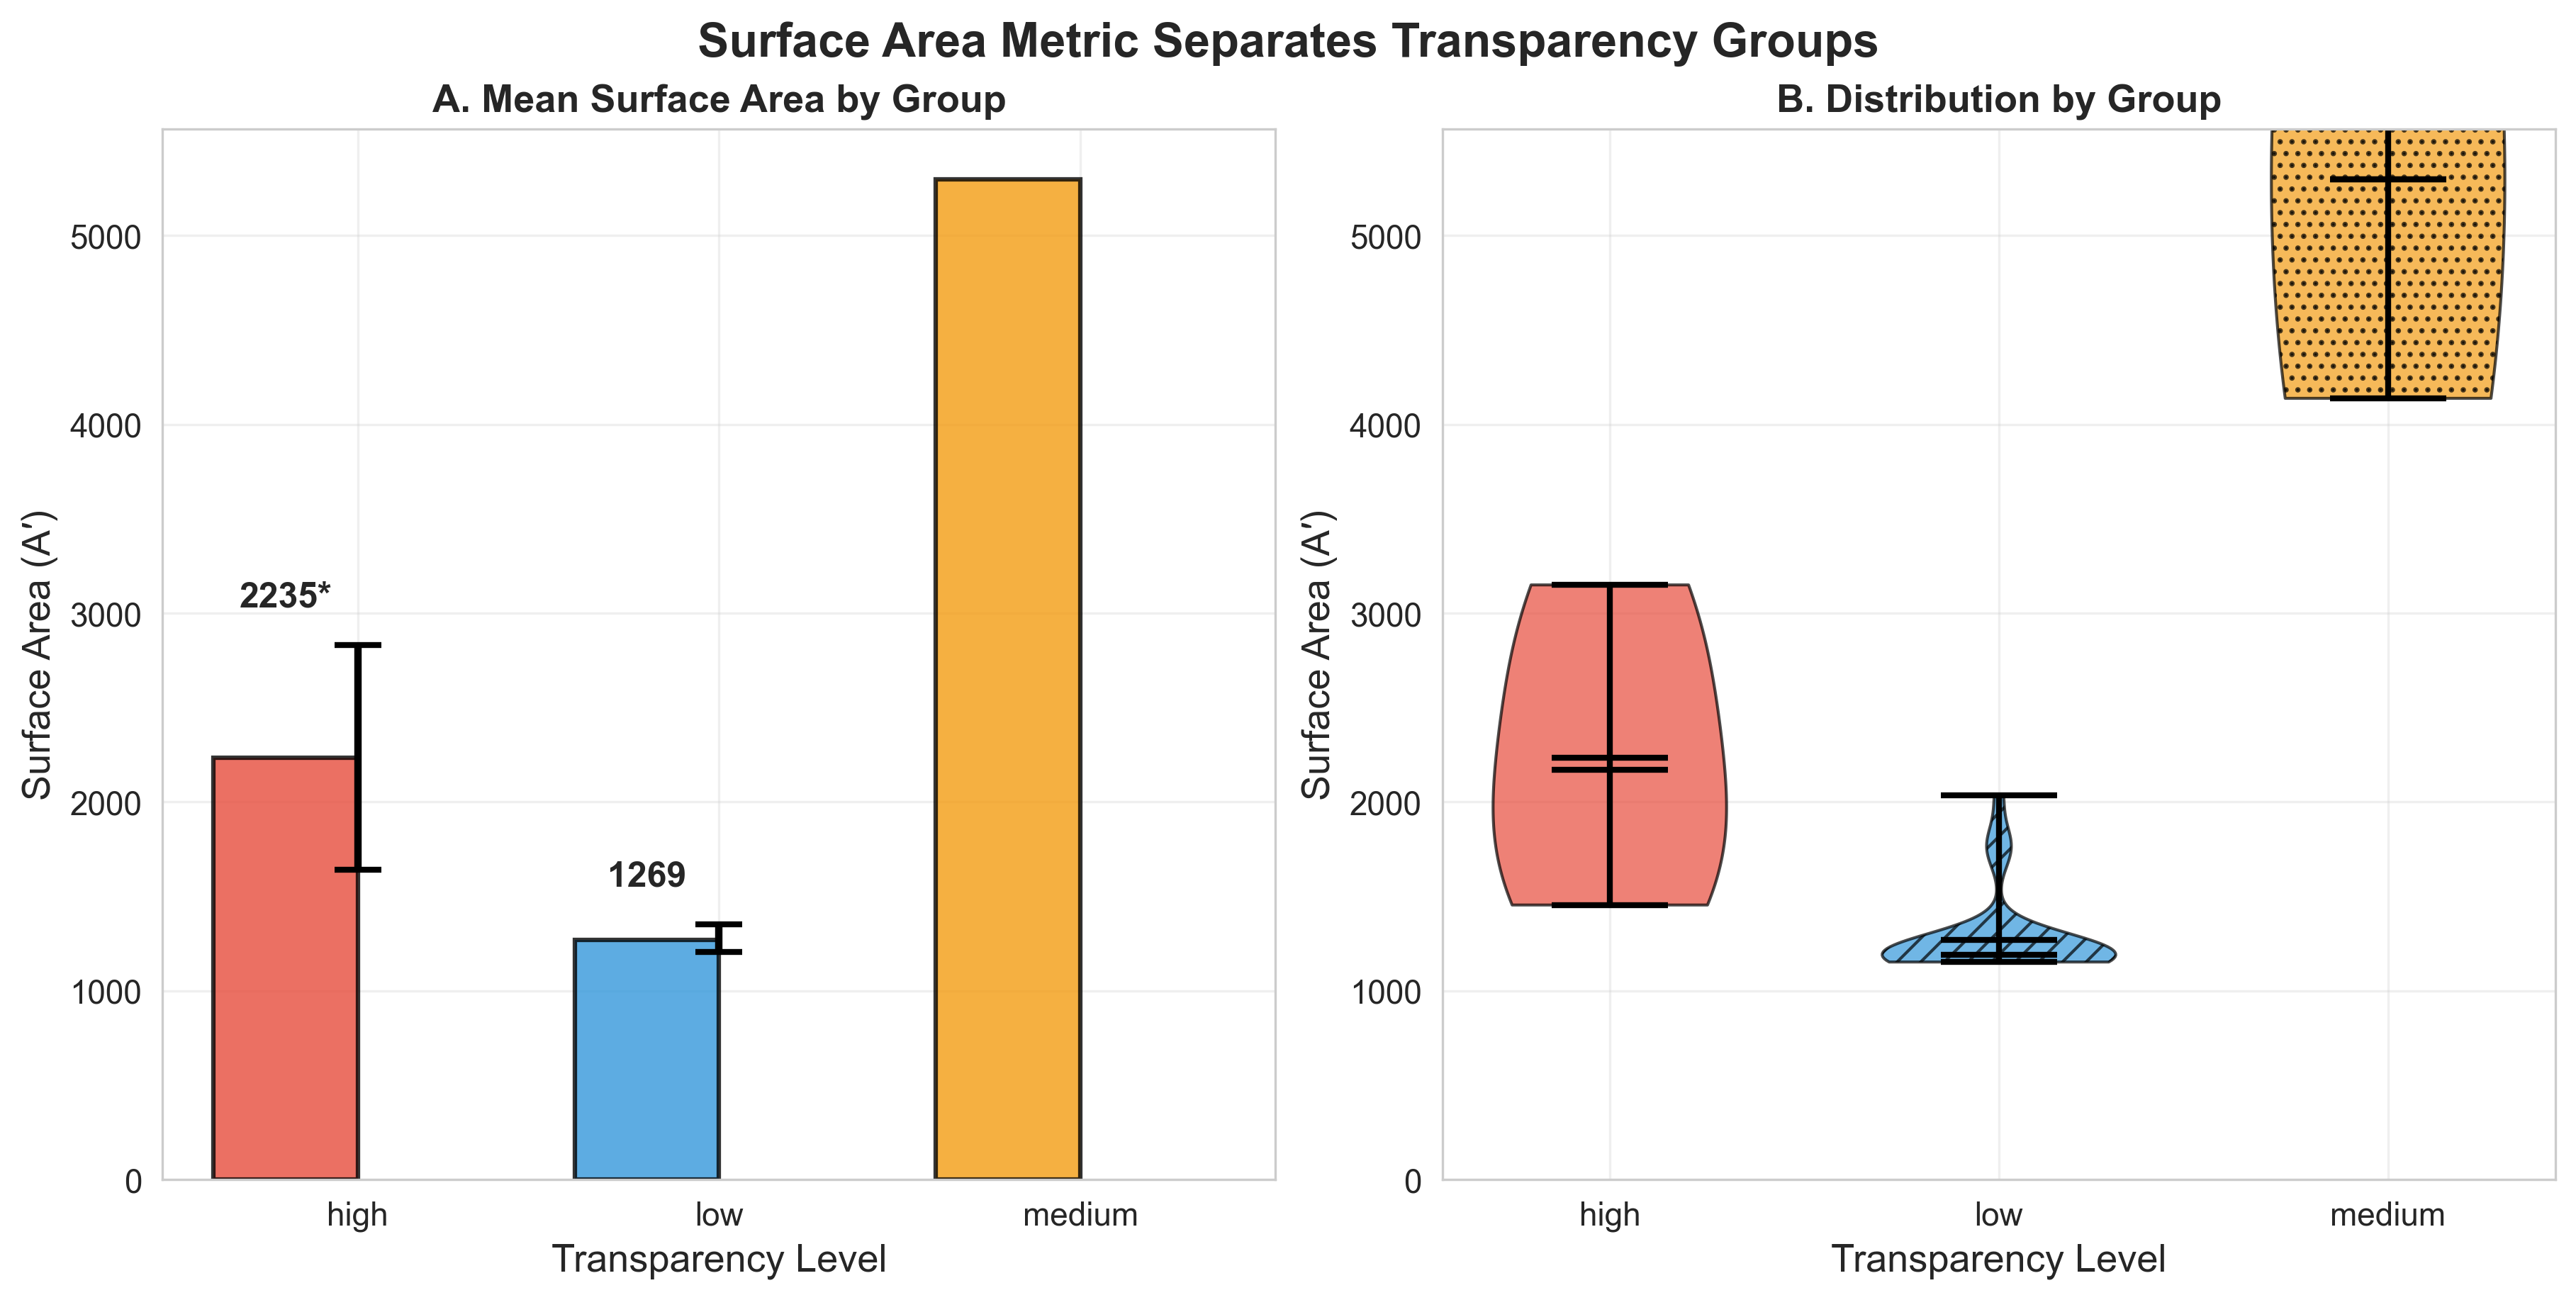 Surface Area Metric Separates Transparency Groups
A. Mean Surface Area by Group
Surface Area (A')
5000
4000
3000
2000
1000
0
2235*
1269
high
low
medium
Transparency Level
B. Distribution by Group
Surface Area (A')
5000
4000
3000
2000
1000
0
high
low
medium
Transparency Level